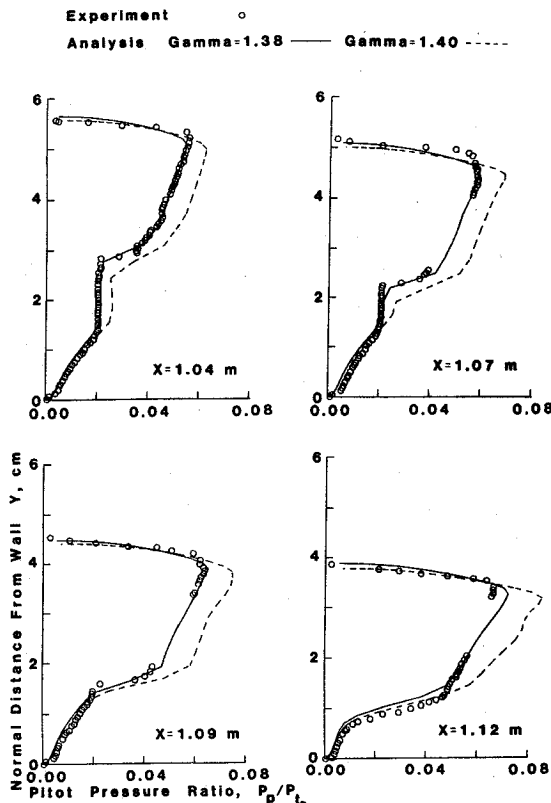 Experiment
Analysis Gamma=1.38 Gamma=1.40
6
4
2
0
0.00 0.04 0.08
X=1.04 m
6
4
2
0
0.00 0.04 0.08
X=1.07 m
6
4
2
0
0.00 0.04 0.08
X=1.09 m
6
4
2
0
0.00 0.04 0.08
X=1.12 m
Normal Distance From Wall Y, cm
Pitot Pressure Ratio, Pp/Pt∞